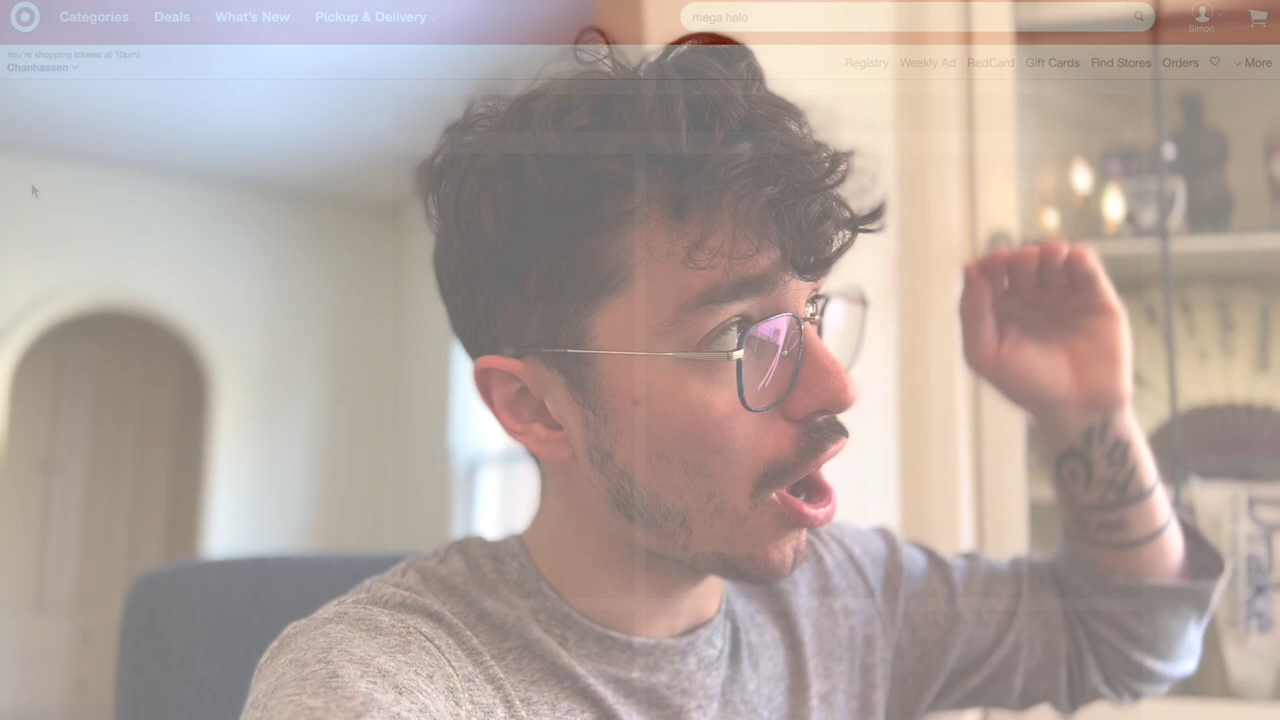 Categories Deals What's New Pickup & Delivery mega halo Simon
You're shopping (closes at 10pm):
Chanhassen
Registry Weekly Ad RedCard Gift Cards Find Stores Orders More